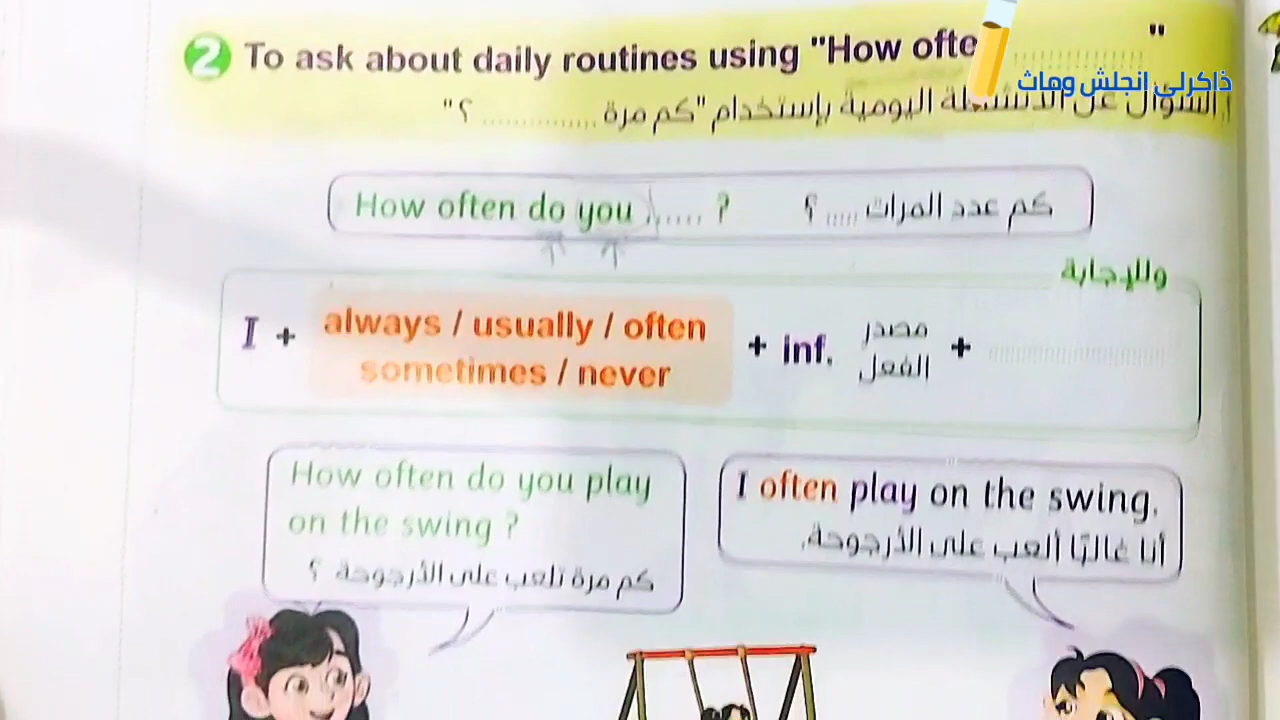 2 To ask about daily routines using "How ofte ............... "
ذاكرلى انجلش وماث
السؤال عن الأنشطة اليومية بإستخدام "كم مرة .............. ؟"
How often do you ....... ? كم عدد المرات ..... ؟
وللإجابة
I + always / usually / often
sometimes / never
+ inf. مصدر
الفعل
+ ....................
How often do you play
on the swing ?
كم مرة تلعب على الأرجوحة ؟
I often play on the swing.
أنا غالبًا ألعب على الأرجوحة.